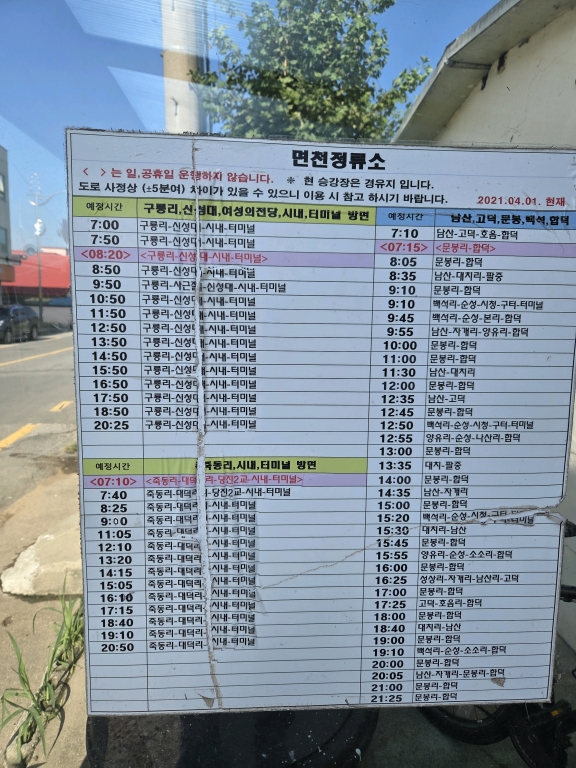 면천정류소
< > 는 일,공휴일 운행하지 않습니다. ※ 현 승강장은 경유지 입니다.
도로 사정상 (±5분여) 차이가 있을 수 있으니 이용 시 참고 하시기 바랍니다. 2021.04.01. 현재
예정시간 구룡리,신성대,여성의전당,시내,터미널 방면
7:00 구룡리-신성대-시내-터미널
7:50 구룡리-신성대-시내-터미널
<08:20> <구룡리-신성대-시내-터미널>
8:50 구룡리-신성대-시내-터미널
9:50 구룡리-사근절-신성대-시내-터미널
10:50 구룡리-신성대-시내-터미널
11:50 구룡리-신성대-시내-터미널
12:50 구룡리-신성대-시내-터미널
13:50 구룡리-신성대-시내-터미널
14:50 구룡리-신성대-시내-터미널
15:50 구룡리-신성대-시내-터미널
16:50 구룡리-신성대-시내-터미널
17:50 구룡리-신성대-시내-터미널
18:50 구룡리-신성대-시내-터미널
20:25 구룡리-신성대-시내-터미널
예정시간 죽동리,시내,터미널 방면
<07:10> <죽동리-대덕리-당진2교-시내-터미널>
7:40 죽동리-대덕리-당진2교-시내-터미널
8:25 죽동리-대덕리-시내-터미널
9:00 죽동리-대덕리-시내-터미널
11:05 죽동리-대덕리-시내-터미널
12:10 죽동리-대덕리-시내-터미널
13:20 죽동리-대덕리-시내-터미널
14:15 죽동리-대덕리-시내-터미널
15:05 죽동리-대덕리-시내-터미널
16:10 죽동리-대덕리-시내-터미널
17:15 죽동리-대덕리-시내-터미널
18:40 죽동리-대덕리-시내-터미널
19:10 죽동리-대덕리-시내-터미널
20:50 죽동리-대덕리-시내-터미널
예정시간 남산,고덕,문봉,백석,합덕
7:10 남산-고덕-호음-합덕
<07:15> <문봉리-합덕>
8:05 문봉리-합덕
8:35 남산-대치리-팔중
9:10 문봉리-합덕
9:10 백석리-순성-시청-구터-터미널
9:45 백석리-순성-본리-합덕
9:55 남산-자개리-양유리-합덕
10:00 문봉리-합덕
11:00 문봉리-합덕
11:30 남산-대치리
12:00 문봉리-합덕
12:35 남산-고덕
12:45 문봉리-합덕
12:50 백석리-순성-시청-구터-터미널
12:55 양유리-순성-나산리-합덕
13:00 문봉리-합덕
13:35 대치-팔중
14:00 문봉리-합덕
14:35 남산-자개리
15:00 문봉리-합덕
15:20 백석리-순성-시청-구터-터미널
15:30 대치리-남산
15:45 문봉리-합덕
15:55 양유리-순성-소소리-합덕
16:00 문봉리-합덕
16:25 성상리-자개리-남산리-고덕
17:00 문봉리-합덕
17:25 고덕-호음리-합덕
18:00 문봉리-합덕
18:40 대치리-남산
19:00 문봉리-합덕
19:10 백석리-순성-소소리-합덕
20:00 문봉리-합덕
20:05 남산-자개리-문봉리-합덕
21:00 문봉리-합덕
21:25 문봉리-합덕